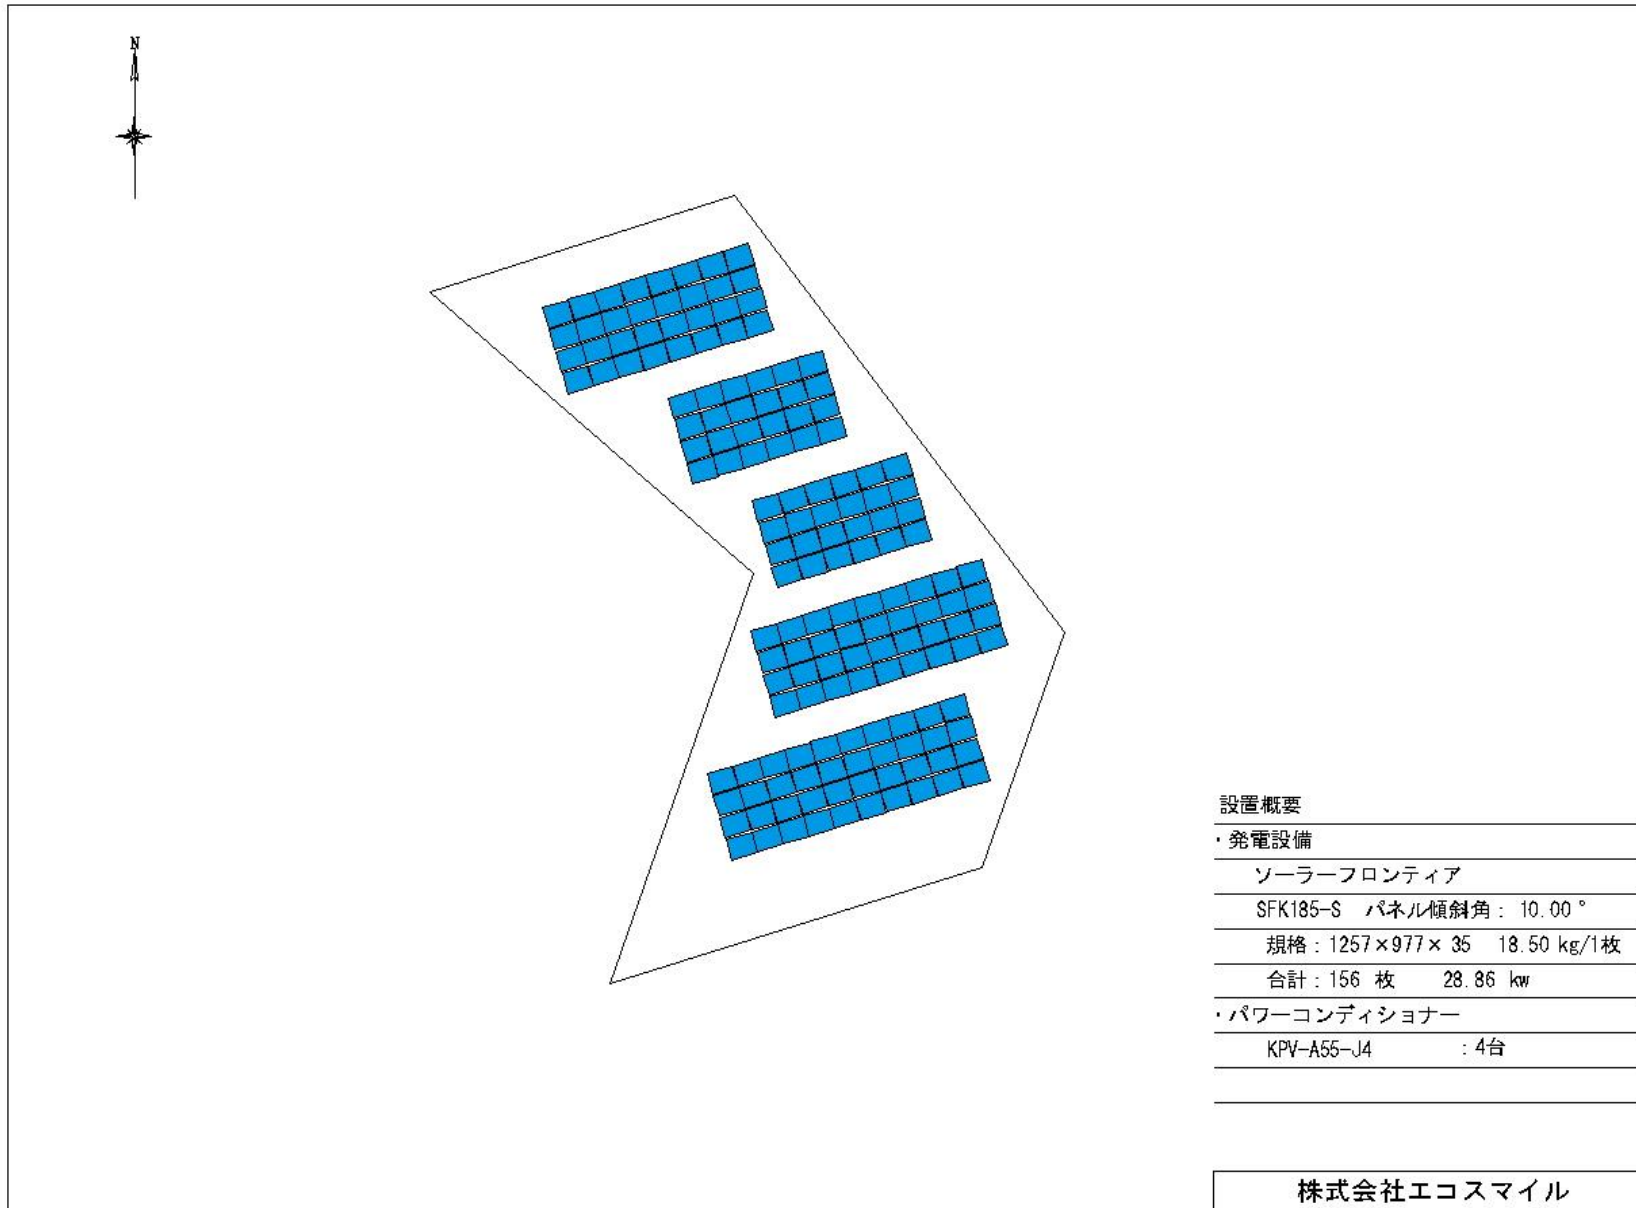 N
設置概要
・発電設備
ソーラーフロンティア
SFK185-S パネル傾斜角: 10.00°
規格:1257×977× 35 18.50 kg/1枚
合計:156 枚 28.86 kw
・パワーコンディショナー
KPV-A55-J4 :4台
株式会社エコスマイル